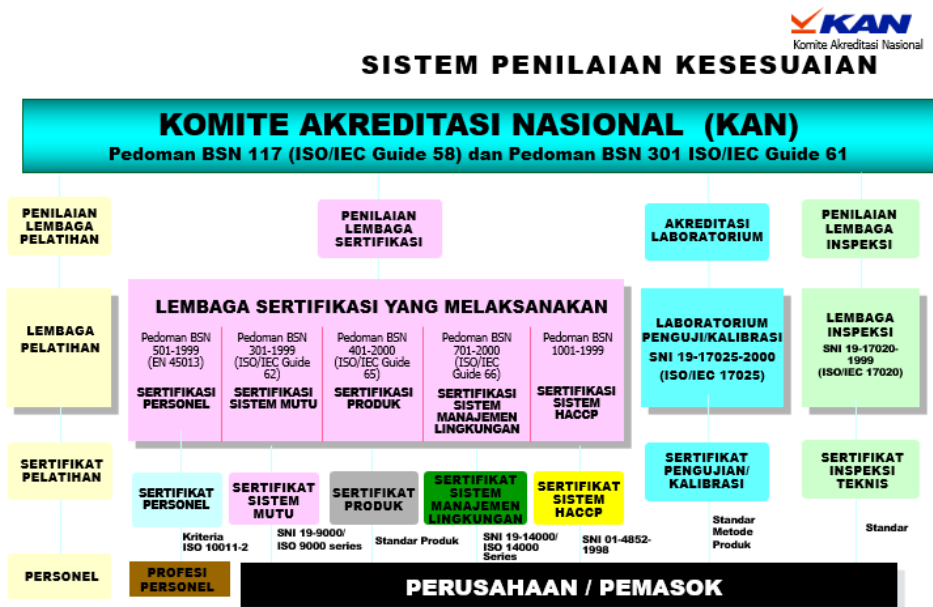 KAN
Komite Akreditasi Nasional
SISTEM PENILAIAN KESESUAIAN
KOMITE AKREDITASI NASIONAL (KAN)
Pedoman BSN 117 (ISO/IEC Guide 58) dan Pedoman BSN 301 ISO/IEC Guide 61
PENILAIAN
LEMBAGA
PELATIHAN
PENILAIAN
LEMBAGA
SERTIFIKASI
AKREDITASI
LABORATORIUM
PENILAIAN
LEMBAGA
INSPEKSI
LEMBAGA
PELATIHAN
LEMBAGA SERTIFIKASI YANG MELAKSANAKAN
Pedoman BSN
501-1999
(EN 45013)
SERTIFIKASI
PERSONEL
Pedoman BSN
301-1999
(ISO/IEC Guide
62)
SERTIFIKASI
SISTEM MUTU
Pedoman BSN
401-2000
(ISO/IEC Guide
65)
SERTIFIKASI
PRODUK
Pedoman BSN
701-2000
(ISO/IEC
Guide 66)
SERTIFIKASI
SISTEM
MANAJEMEN
LINGKUNGAN
Pedoman BSN
1001-1999
SERTIFIKASI
SISTEM
HACCP
LABORATORIUM
PENGUJI/KALIBRASI
SNI 19-17025-2000
(ISO/IEC 17025)
LEMBAGA
INSPEKSI
SNI 19-17020-
1999
(ISO/IEC 17020)
SERTIFIKAT
PELATIHAN
SERTIFIKAT
PERSONEL
SERTIFIKAT
SISTEM
MUTU
SERTIFIKAT
PRODUK
SERTIFIKAT
SISTEM
MANAJEMEN
LINGKUNGAN
SERTIFIKAT
SISTEM
HACCP
SERTIFIKAT
PENGUJIAN/
KALIBRASI
SERTIFIKAT
INSPEKSI
TEKNIS
Kriteria
ISO 10011-2
SNI 19-9000/
ISO 9000 series
Standar Produk
SNI 19-14000/
ISO 14000
Series
SNI 01-4852-
1998
Standar
Metode
Produk
Standar
PERSONEL
PROFESI
PERSONEL
PERUSAHAAN / PEMASOK